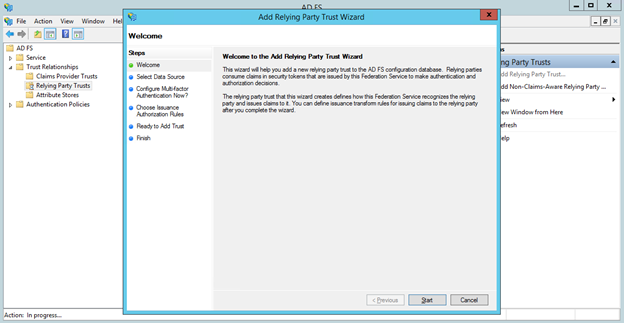 AD FS
File Action View Window Help
AD FS
Service
Trust Relationships
Claims Provider Trusts
Relying Party Trusts
Attribute Stores
Authentication Policies
Add Relying Party Trust Wizard
X
Welcome
Steps
Welcome
Select Data Source
Configure Multi-factor
Authentication Now?
Choose Issuance
Authorization Rules
Ready to Add Trust
Finish
Welcome to the Add Relying Party Trust Wizard
This wizard will help you add a new relying party trust to the AD FS configuration database. Relying parties
consume claims in security tokens that are issued by this Federation Service to make authentication and
authorization decisions.
The relying party trust that this wizard creates defines how this Federation Service recognizes the relying
party and issues claims to it. You can define issuance transform rules for issuing claims to the relying party
after you complete the wizard.
< Previous
Start
Cancel
ns
ng Party Trusts
dd Relying Party Trust...
dd Non-Claims-Aware Relying Party ...
ew
ew Window from Here
efresh
elp
Action: In progress...